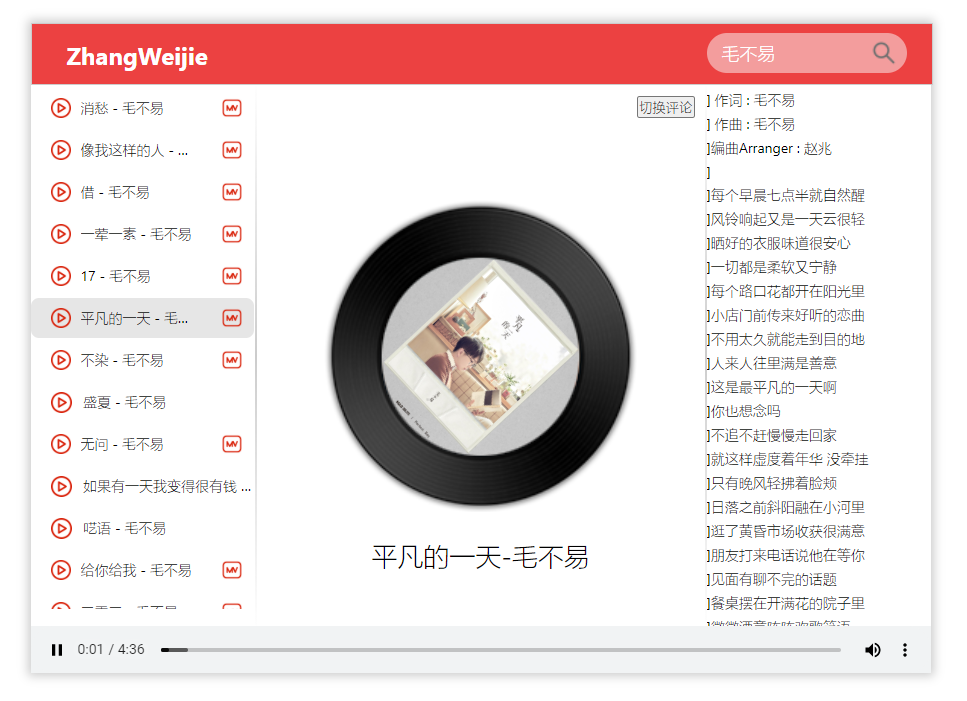 ZhangWeijie
毛不易
消愁 - 毛不易
像我这样的人 - ...
借 - 毛不易
一荤一素 - 毛不易
17 - 毛不易
平凡的一天 - 毛...
不染 - 毛不易
盛夏 - 毛不易
无问 - 毛不易
如果有一天我变得很有钱 ...
呓语 - 毛不易
给你给我 - 毛不易
切换评论
平凡的一天-毛不易
] 作词 : 毛不易
] 作曲 : 毛不易
]编曲Arranger : 赵兆
]
]每个早晨七点半就自然醒
]风铃响起又是一天云很轻
]晒好的衣服味道很安心
]一切都是柔软又宁静
]每个路口花都开在阳光里
]小店门前传来好听的恋曲
]不用太久就能走到目的地
]人来人往里满是善意
]这是最平凡的一天啊
]你也想念吗
]不追不赶慢慢走回家
]就这样虚度着年华 没牵挂
]只有晚风轻拂着脸颊
]日落之前斜阳融在小河里
]逛了黄昏市场收获很满意
]朋友打来电话说他在等你
]见面有聊不完的话题
]餐桌摆在开满花的院子里
]微微酒意阵阵欢歌笑语
0:01 / 4:36